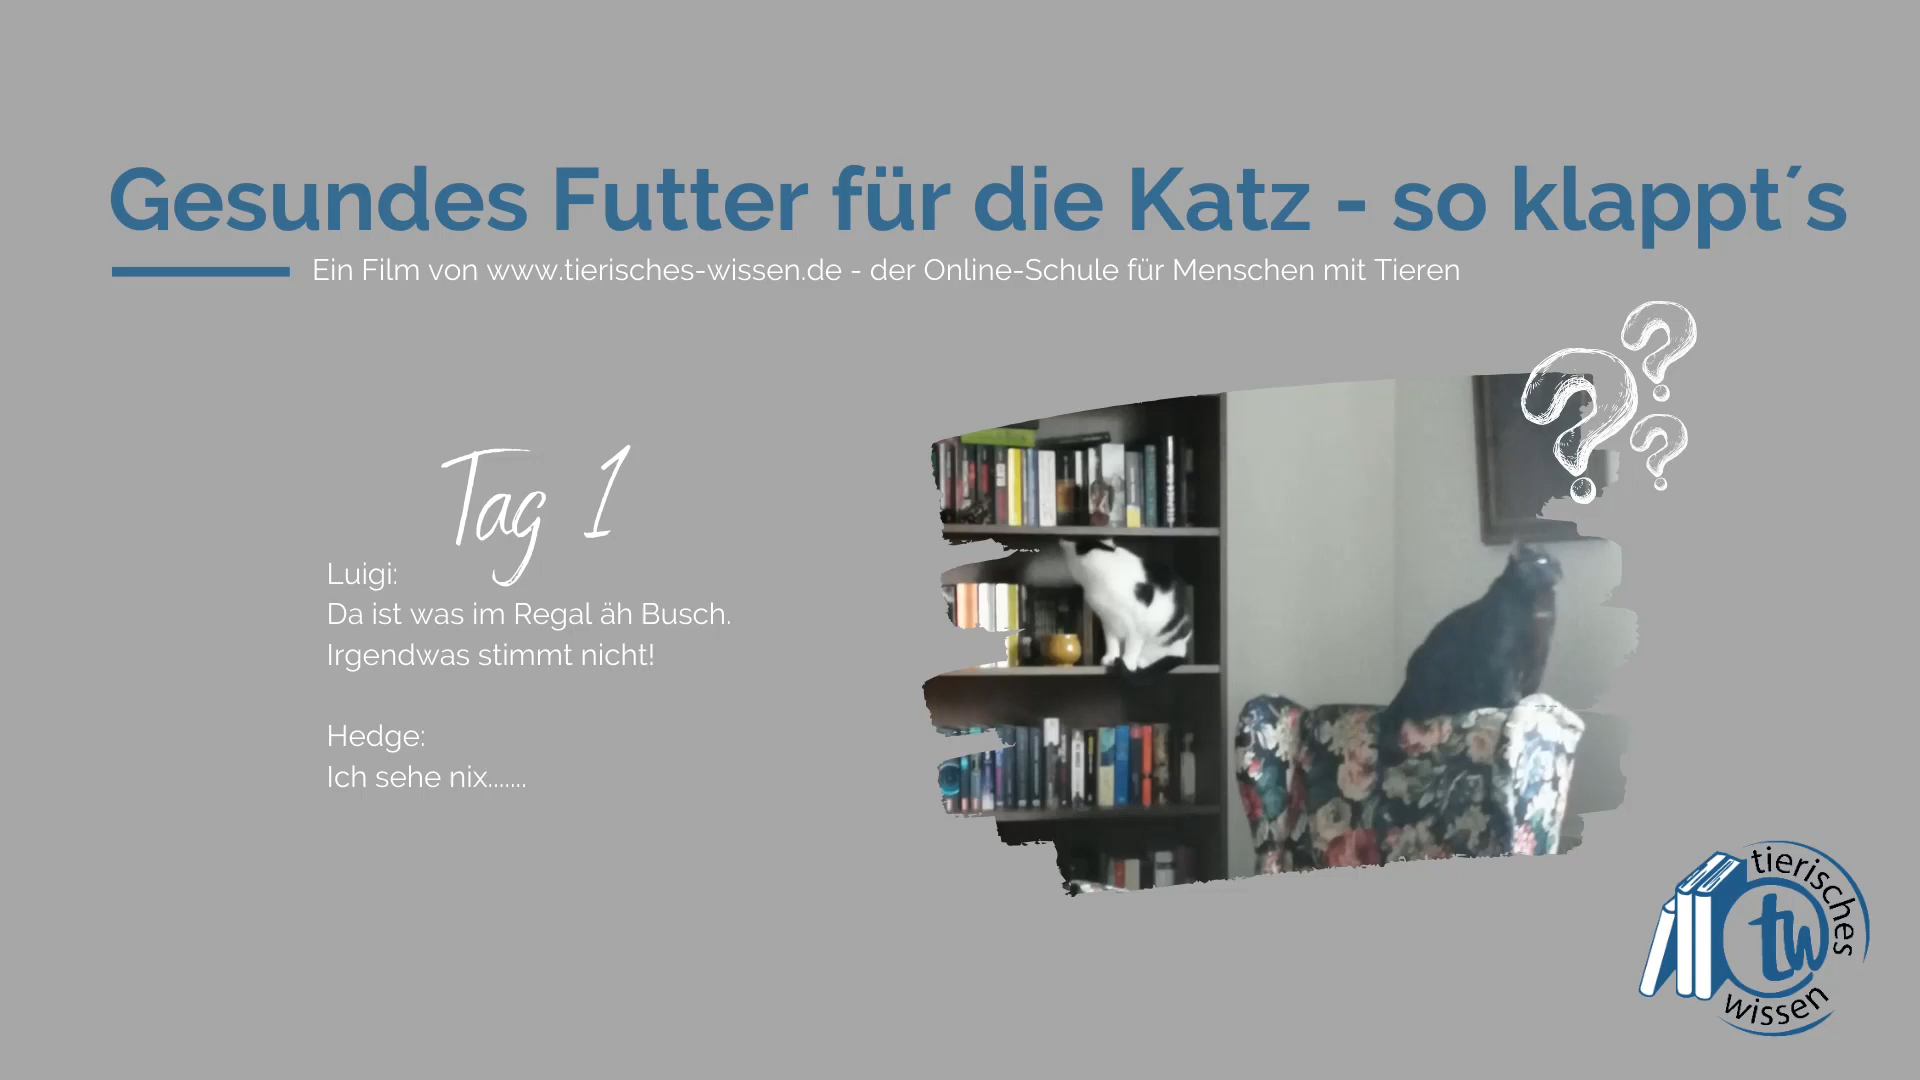 Gesundes Futter für die Katz - so klappt´s
Ein Film von www.tierisches-wissen.de - der Online-Schule für Menschen mit Tieren
Tag 1
Luigi:
Da ist was im Regal äh Busch.
Irgendwas stimmt nicht!
Hedge:
Ich sehe nix.......
???
tierisches
tw
wissen